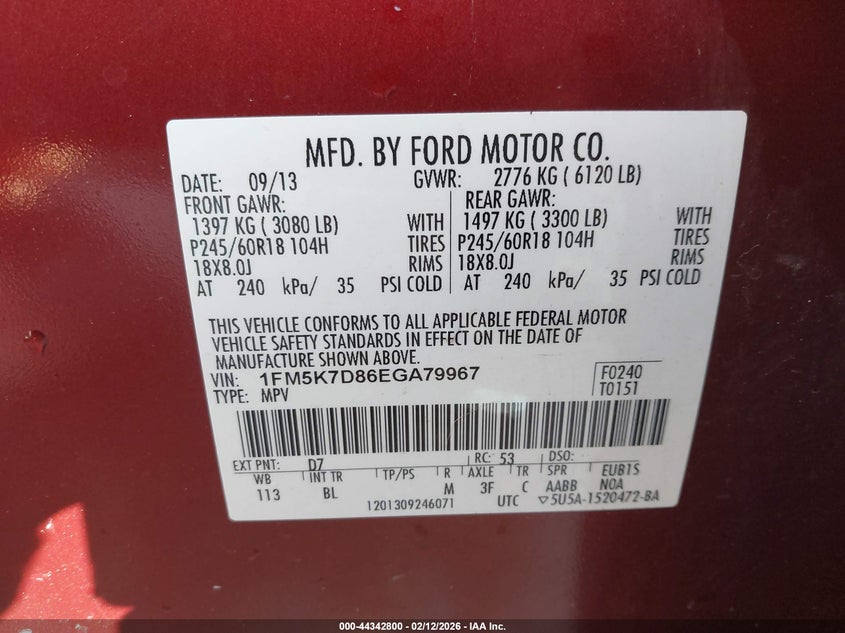 MFD. BY FORD MOTOR CO.
DATE: 09/13 GVWR: 2776 KG ( 6120 LB)
FRONT GAWR: REAR GAWR:
1397 KG ( 3080 LB) WITH 1497 KG ( 3300 LB) WITH
P245/60R18 104H TIRES P245/60R18 104H TIRES
18X8.0J RIMS 18X8.0J RIMS
AT 240 kPa/ 35 PSI COLD AT 240 kPa/ 35 PSI COLD
THIS VEHICLE CONFORMS TO ALL APPLICABLE FEDERAL MOTOR
VEHICLE SAFETY STANDARDS IN EFFECT ON THE DATE OF
MANUFACTURE SHOWN ABOVE.
VIN: 1FM5K7D86EGA79967 F0240
TYPE: MPV T0151
EXT PNT: D7 RC: 53 DSO:
WB INT TR TP/PS R AXLE TR SPR EUB1S
113 BL M 3F C AABB NOA
1201309246071 UTC ▽5U5A-1520472-BA
000-44342800 - 02/12/2026 - IAA Inc.